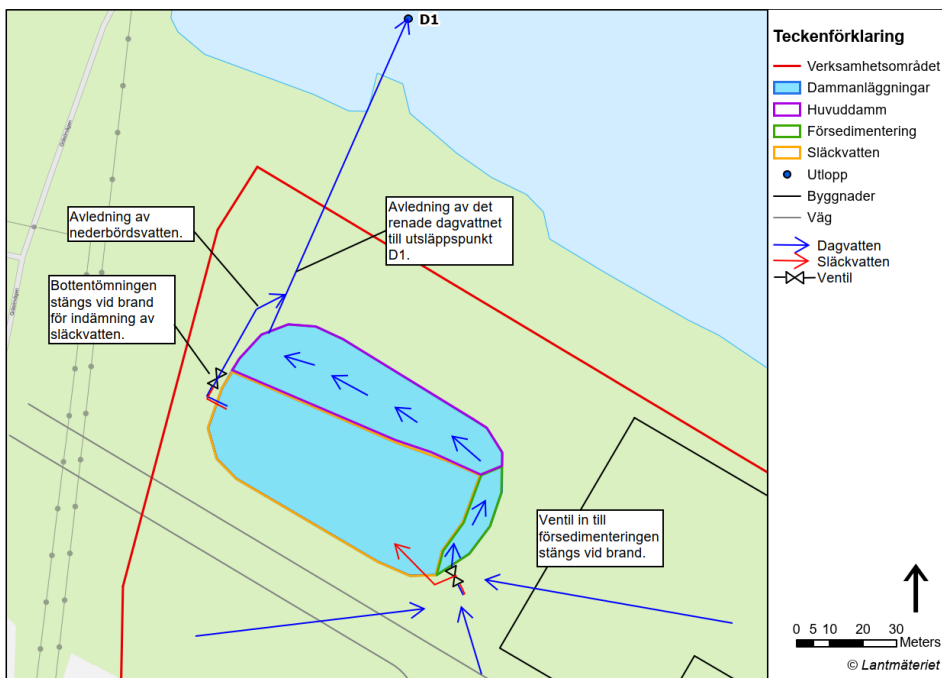 D1
Avledning av
nederbördsvatten.
Avledning av det
renade dagvattnet
till utsläppspunkt
D1.
Bottentömningen
stängs vid brand
för indämning av
släckvatten.
Ventil in till
försedimenteringen
stängs vid brand.
Teckenförklaring
Verksamhetsområdet
Dammanläggningar
Huvuddamm
Försedimentering
Släckvatten
Utlopp
Byggnader
Väg
Dagvatten
Släckvatten
Ventil
0 5 10 20 30
Meters
© Lantmäteriet